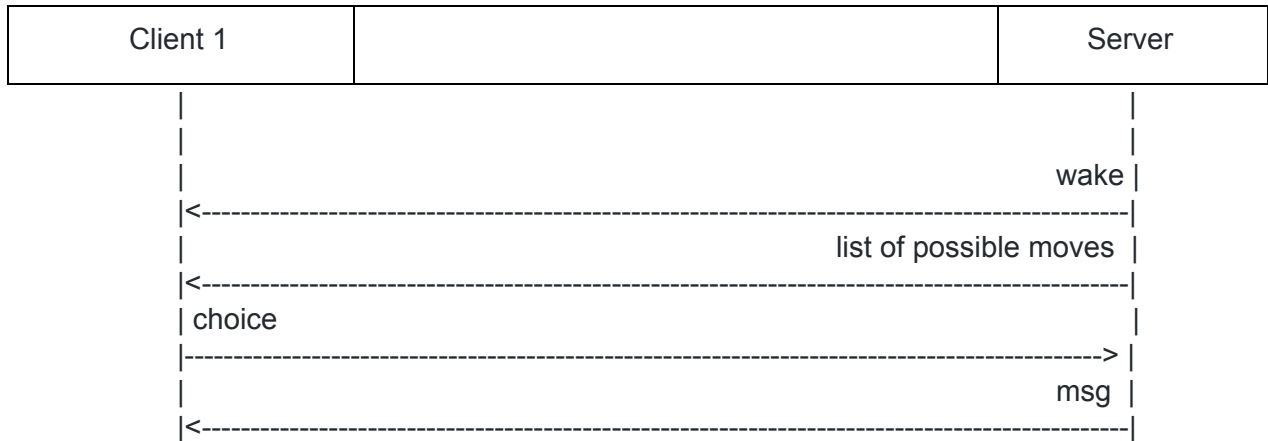 Client 1 Server
wake
list of possible moves
choice
msg